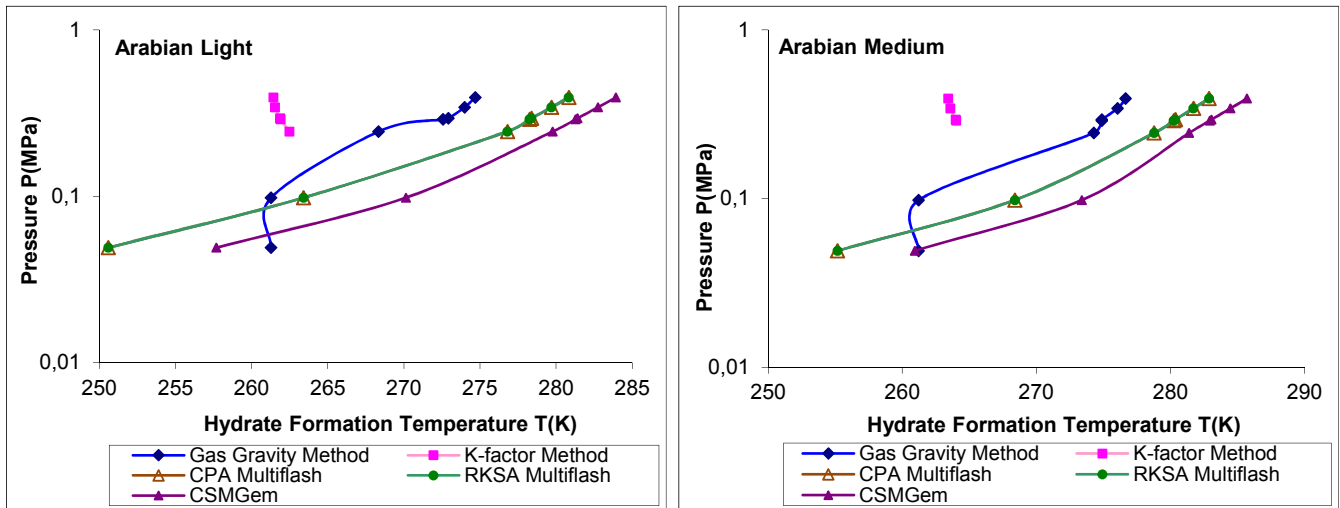 Arabian Light
Pressure P(MPa)
1
0,1
0,01
250 255 260 265 270 275 280 285
Hydrate Formation Temperature T(K)
Gas Gravity Method K-factor Method
CPA Multiflash RKSA Multiflash
CSMGem
Arabian Medium
Pressure P(MPa)
1
0,1
0,01
250 260 270 280 290
Hydrate Formation Temperature T(K)
Gas Gravity Method K-factor Method
CPA Multiflash RKSA Multiflash
CSMGem